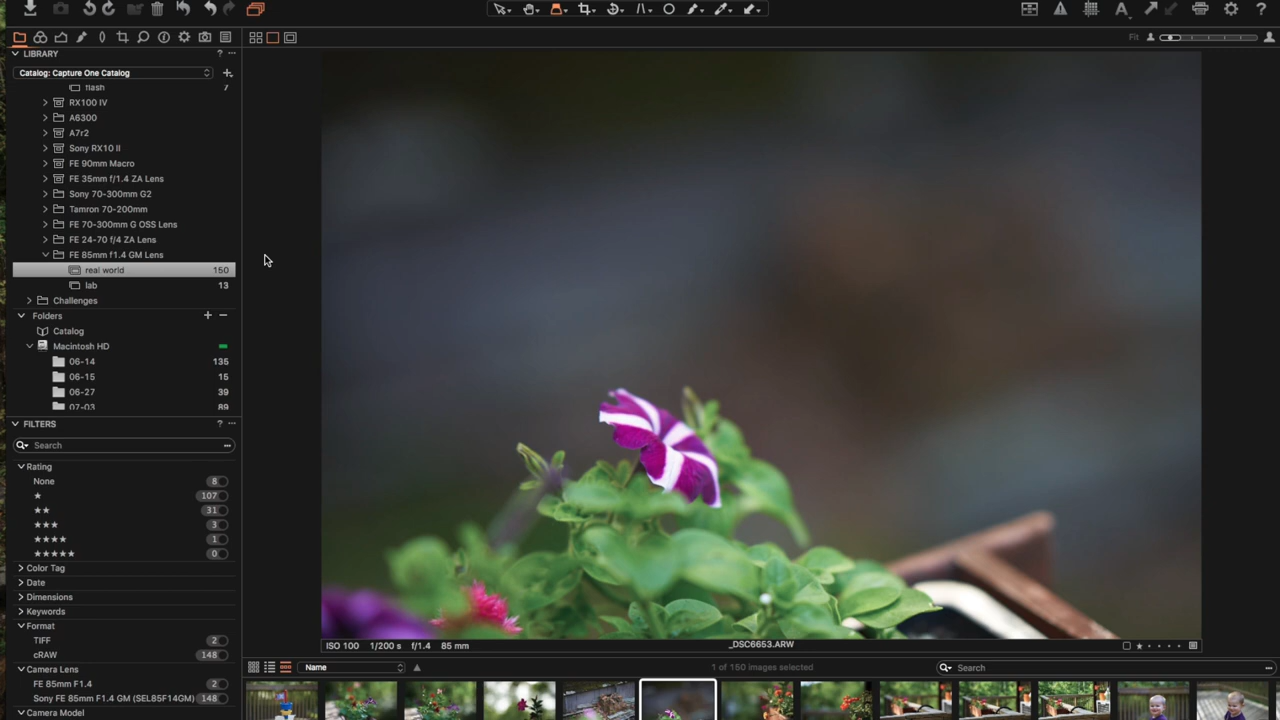 LIBRARY ? ...
Catalog: Capture One Catalog
flash 7
RX100 IV
A6300
A7r2
Sony RX10 II
FE 90mm Macro
FE 35mm f/1.4 ZA Lens
Sony 70-300mm G2
Tamron 70-200mm
FE 70-300mm G OSS Lens
FE 24-70 f/4 ZA Lens
FE 85mm f1.4 GM Lens
real world 150
lab 13
Challenges
Folders + −
Catalog
Macintosh HD
06-14 135
06-15 15
06-27 39
07-03 89
FILTERS ? ...
Search
Rating
None 8
★ 107
★★ 31
★★★ 3
★★★★ 1
★★★★★ 0
Color Tag
Date
Dimensions
Keywords
Format
TIFF 2
cRAW 148
Camera Lens
FE 85mm F1.4 2
Sony FE 85mm F1.4 GM (SEL85F14GM) 148
Camera Model
Fit
ISO 100 1/200 s f/1.4 85 mm
_DSC6653.ARW
Name
1 of 150 images selected
Search